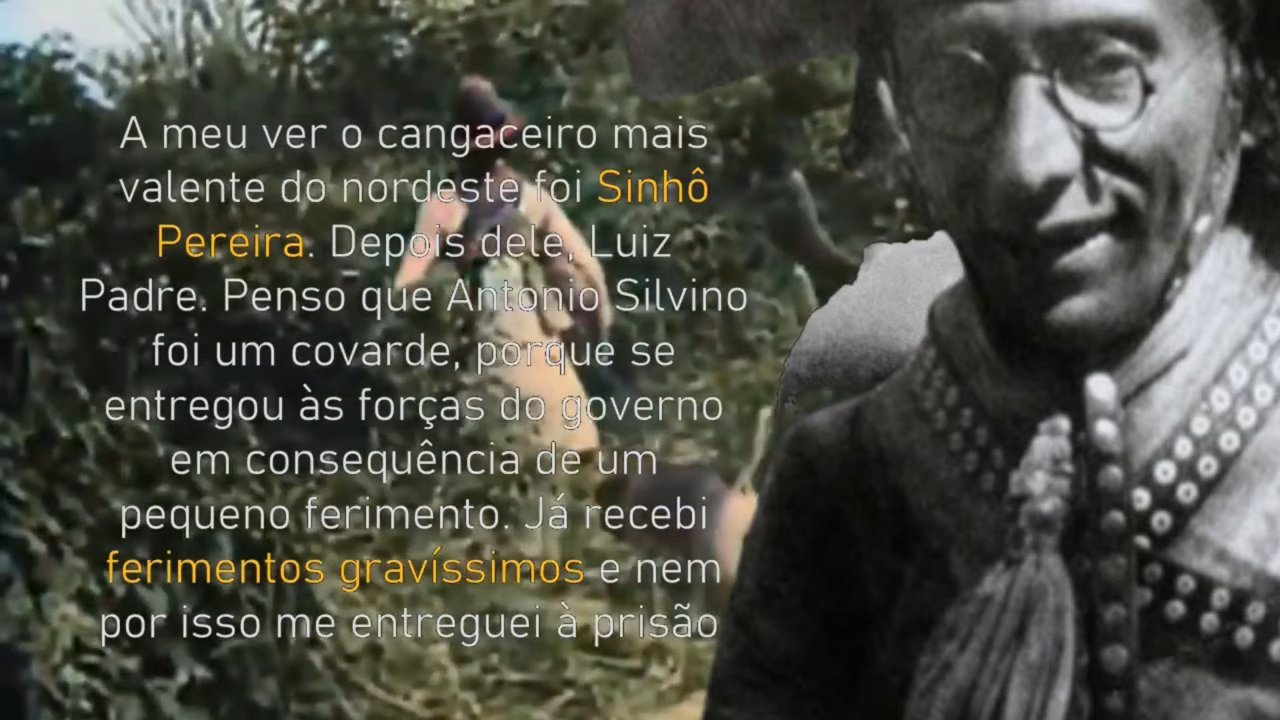 A meu ver o cangaceiro mais
valente do nordeste foi Sinhô
Pereira. Depois dele, Luiz
Padre. Penso que Antonio Silvino
foi um covarde, porque se
entregou às forças do governo
em consequência de um
pequeno ferimento. Já recebi
ferimentos gravíssimos e nem
por isso me entreguei à prisão